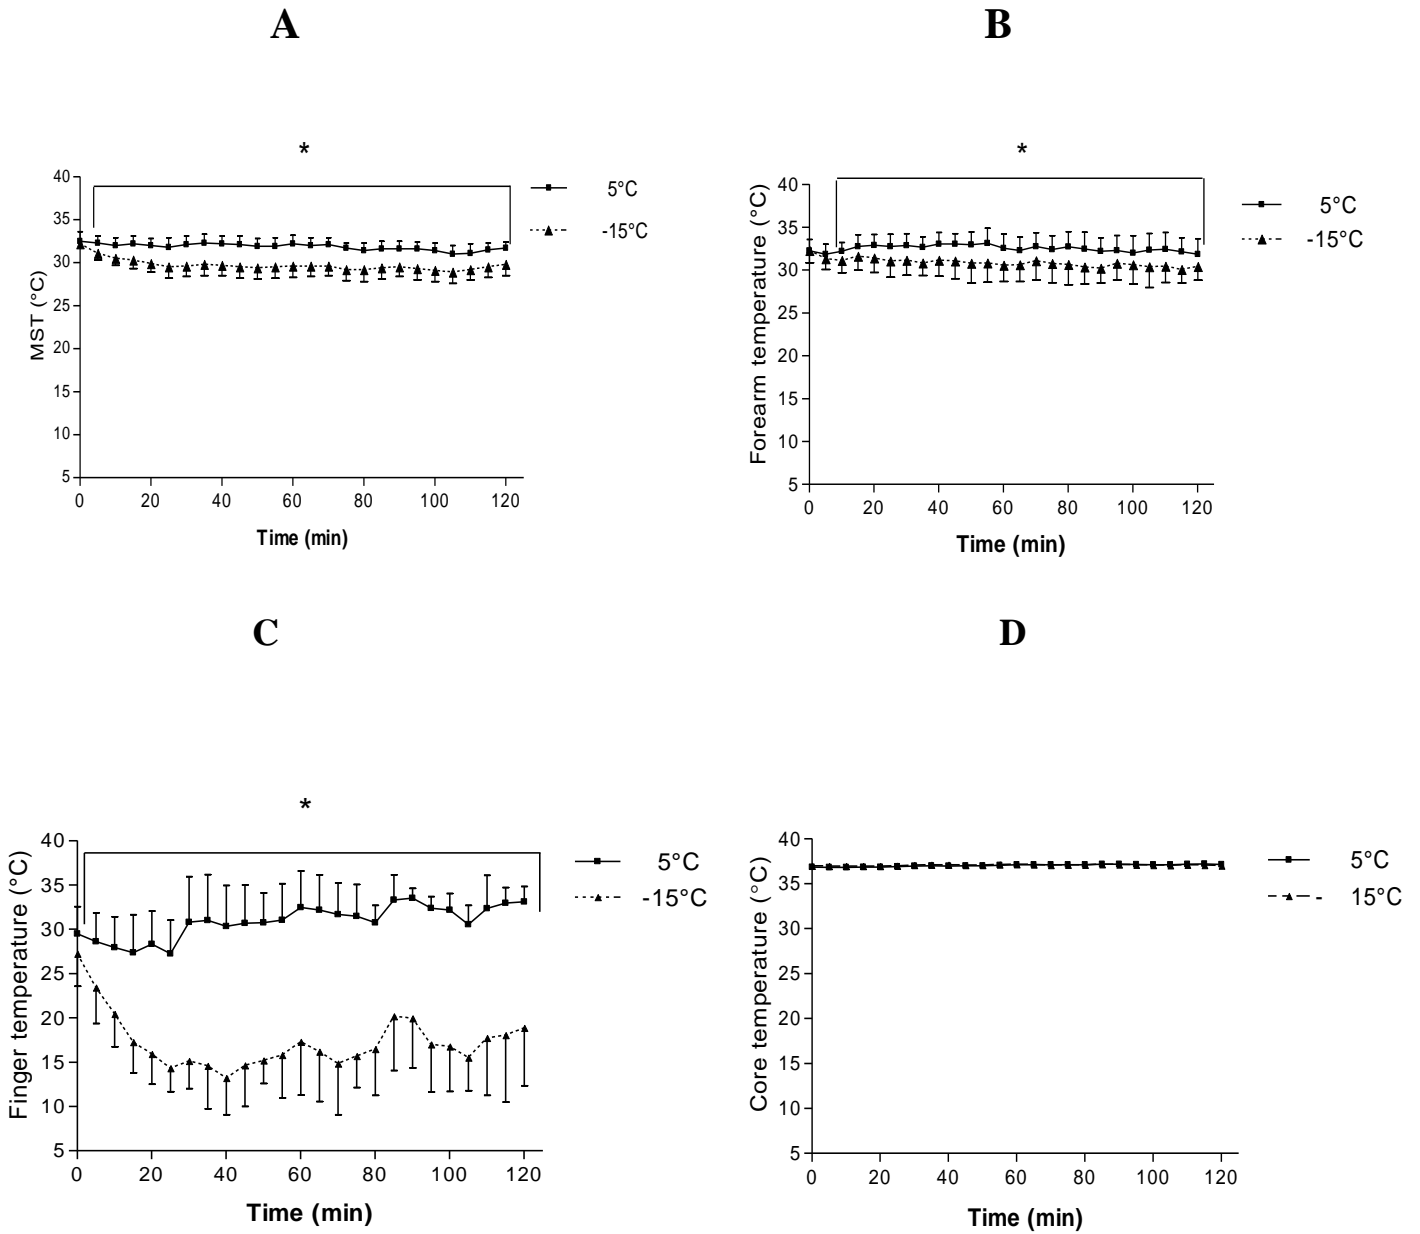 A
*
40
35
30
25
20
15
10
5
MST (°C)
0 20 40 60 80 100 120
Time (min)
5°C
-15°C
B
*
40
35
30
25
20
15
10
5
Forearm temperature (°C)
0 20 40 60 80 100 120
Time (min)
5°C
-15°C
C
*
40
35
30
25
20
15
10
5
Finger temperature (°C)
0 20 40 60 80 100 120
Time (min)
5°C
-15°C
D
40
35
30
25
20
15
10
5
Core temperature (°C)
0 20 40 60 80 100 120
Time (min)
5°C
- 15°C